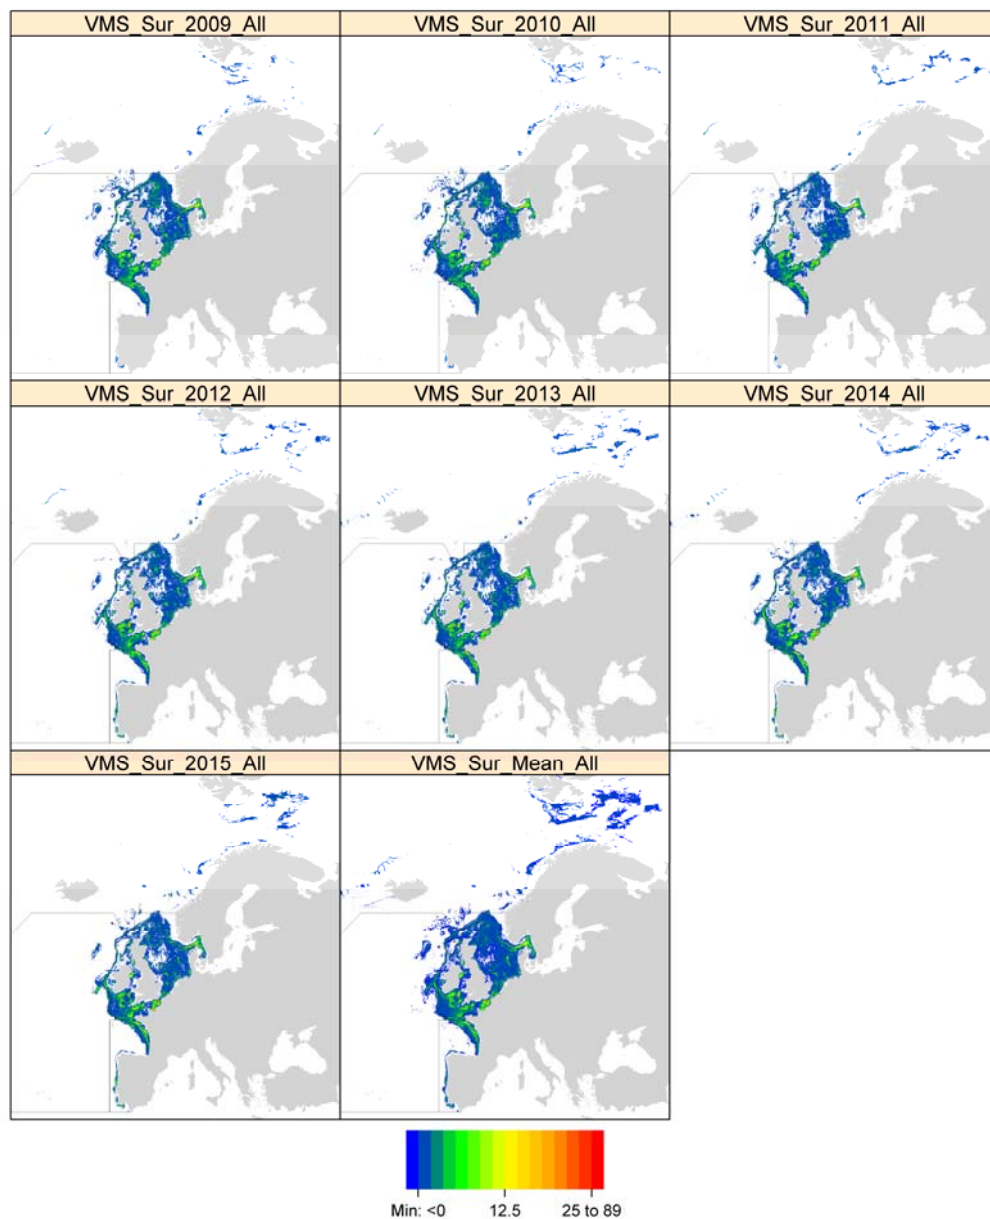 VMS_Sur_2009_All
VMS_Sur_2010_All
VMS_Sur_2011_All
VMS_Sur_2012_All
VMS_Sur_2013_All
VMS_Sur_2014_All
VMS_Sur_2015_All
VMS_Sur_Mean_All
Min: <0 12.5 25 to 89